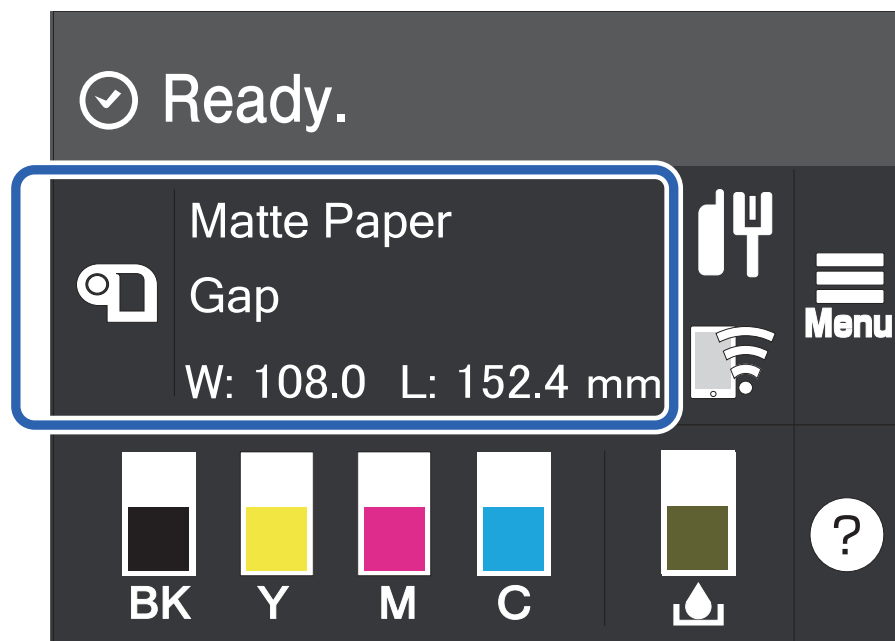 Ready.
Matte Paper
Gap
W: 108.0 L: 152.4 mm
Menu
BK Y M C
?